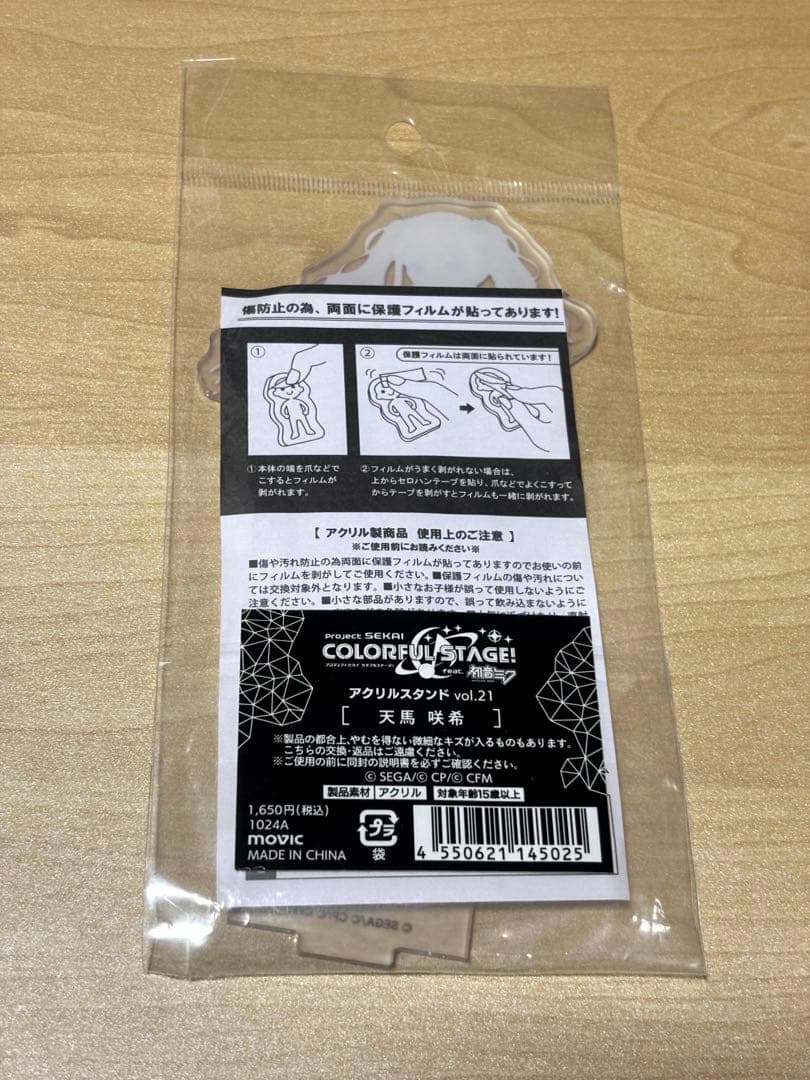 傷防止の為、両面に保護フィルムが貼ってあります!
①
② 保護フィルムは両面に貼られています!
①本体の端を爪などで
こするとフィルムが
剥がれます。
②フィルムがうまく剥がれない場合は、
上からセロハンテープを貼り、爪などでよくこすって
からテープを剥がすとフィルムも一緒に剥がれます。
【 アクリル製商品 使用上のご注意 】
※ご使用前にお読みください※
■傷や汚れ防止の為両面に保護フィルムが貼ってありますのでお使いの前
にフィルムを剥がしてご使用ください。■保護フィルムの傷や汚れについ
ては交換対象外となります。■小さなお子様が誤って使用しないようにご
注意ください。■小さな部品がありますので、誤って飲み込まないように
Project SEKAI
COLORFUL STAGE!
プロジェクトセカイ カラフルステージ!
feat. 初音ミク
アクリルスタンド vol.21
[ 天馬 咲希 ]
※製品の都合上、やむを得ない微細なキズが入るものもあります。
こちらの交換・返品はご遠慮ください。
※ご使用の前に同封の説明書を必ずご確認ください。
© SEGA/© CP/© CFM
製品素材 アクリル 対象年齢15歳以上
1,650円(税込)
1024A
movic
MADE IN CHINA
プラ
袋
4 550621 145025